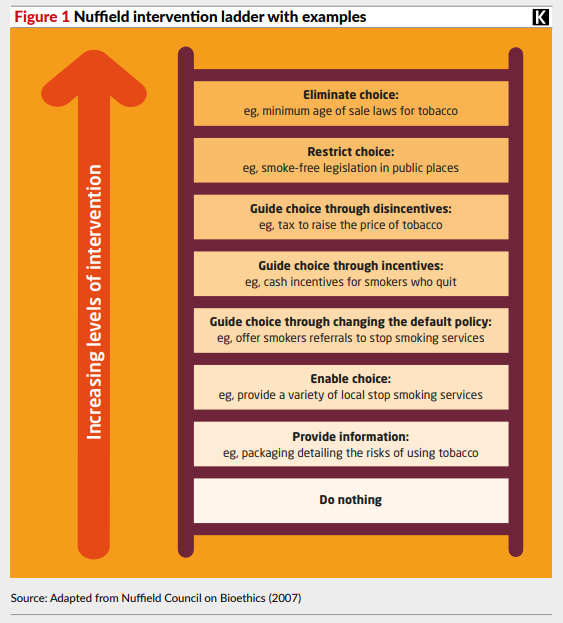 Figure 1 Nuffield intervention ladder with examples
K
Increasing levels of intervention
Eliminate choice:
eg, minimum age of sale laws for tobacco
Restrict choice:
eg, smoke-free legislation in public places
Guide choice through disincentives:
eg, tax to raise the price of tobacco
Guide choice through incentives:
eg, cash incentives for smokers who quit
Guide choice through changing the default policy:
eg, offer smokers referrals to stop smoking services
Enable choice:
eg, provide a variety of local stop smoking services
Provide information:
eg, packaging detailing the risks of using tobacco
Do nothing
Source: Adapted from Nuffield Council on Bioethics (2007)